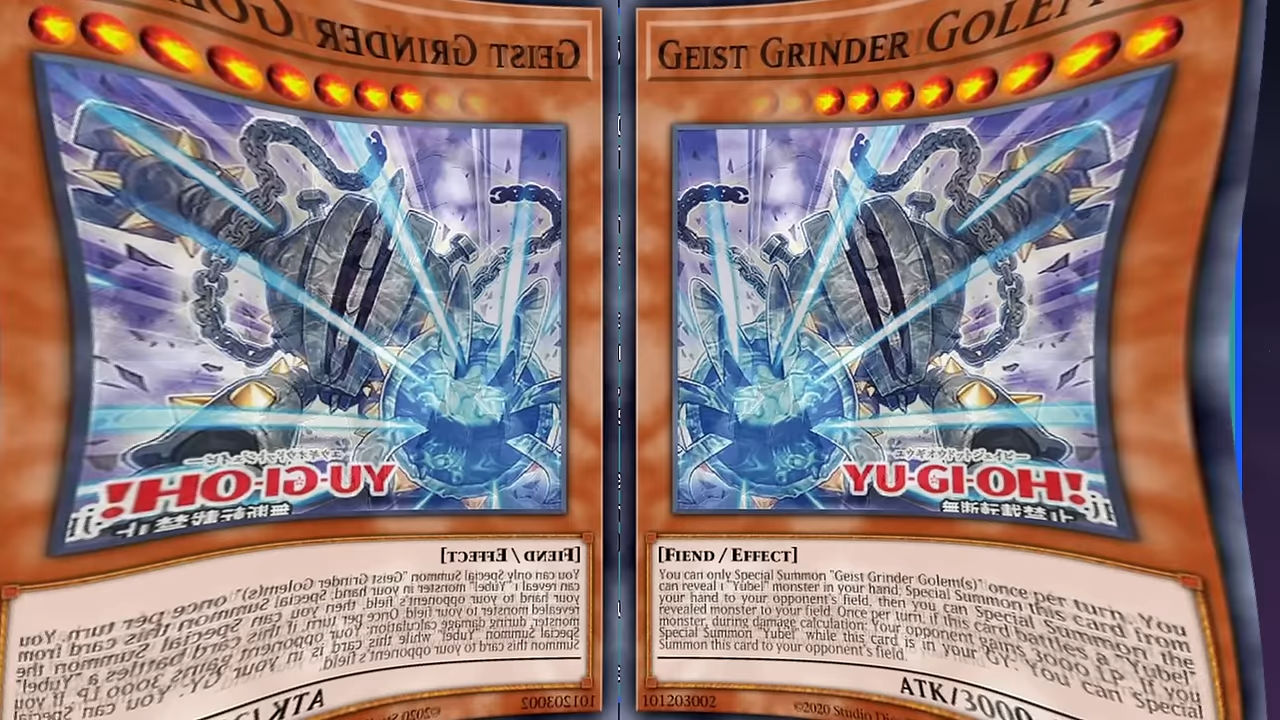 GEIST GRINDER GOLEM
YU-GI-OH!
[FIEND / EFFECT]
You can only Special Summon "Geist Grinder Golem(s)" once per turn. You
can reveal 1 "Yubel" monster in your hand; Special Summon this card from
your hand to your opponent's field, then you can Special Summon the
revealed monster to your field. Once per turn, if this card battles a "Yubel"
monster, during damage calculation: Your opponent gains 3000 LP. If you
Special Summon "Yubel" while this card is in your GY: You can Special
Summon this card to your opponent's field.
ATK/3000
101203002
©2020 Studio